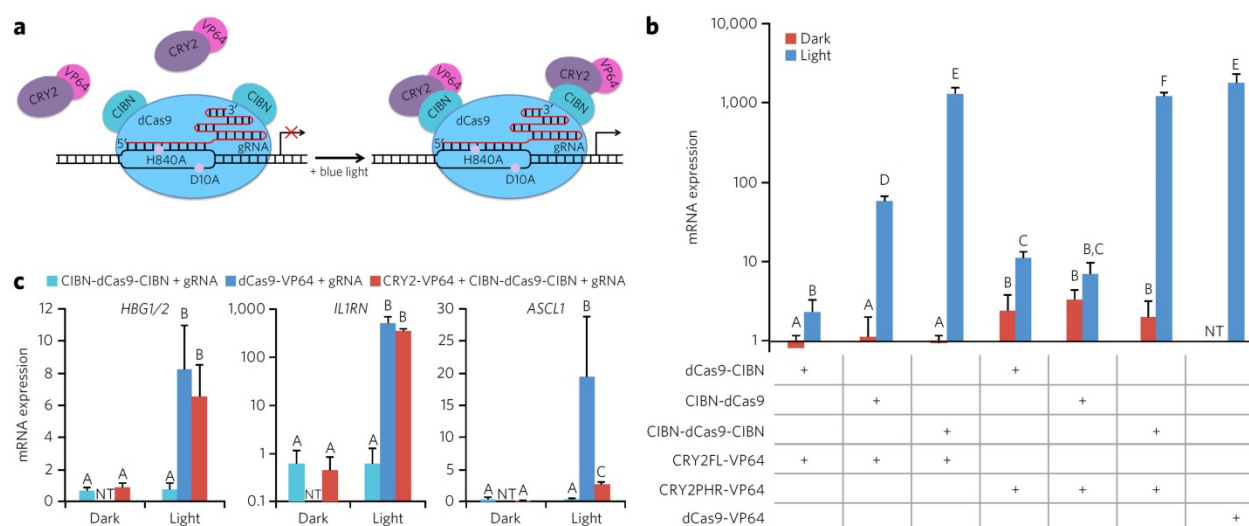 a
VP64
CRY2
VP64
CRY2
CIBN
CIBN
dCas9
3′
5′
gRNA
H840A
D10A
+ blue light
VP64
CRY2
VP64
CRY2
CIBN
CIBN
dCas9
3′
5′
gRNA
H840A
D10A
b
Dark
Light
mRNA expression
10,000
1,000
100
10
1
A B
A D
A E
B C
B B,C
B F
NT E
dCas9-CIBN + +
CIBN-dCas9 + +
CIBN-dCas9-CIBN + +
CRY2FL-VP64 + + +
CRY2PHR-VP64 + + +
dCas9-VP64 +
c
CIBN-dCas9-CIBN + gRNA dCas9-VP64 + gRNA CRY2-VP64 + CIBN-dCas9-CIBN + gRNA
mRNA expression
HBG1/2
12
10
8
6
4
2
0
A NT A A B B
Dark Light
IL1RN
1,000
100
10
1
0.1
A NT A A B B
Dark Light
ASCL1
30
25
20
15
10
5
0
A NT A A B C
Dark Light